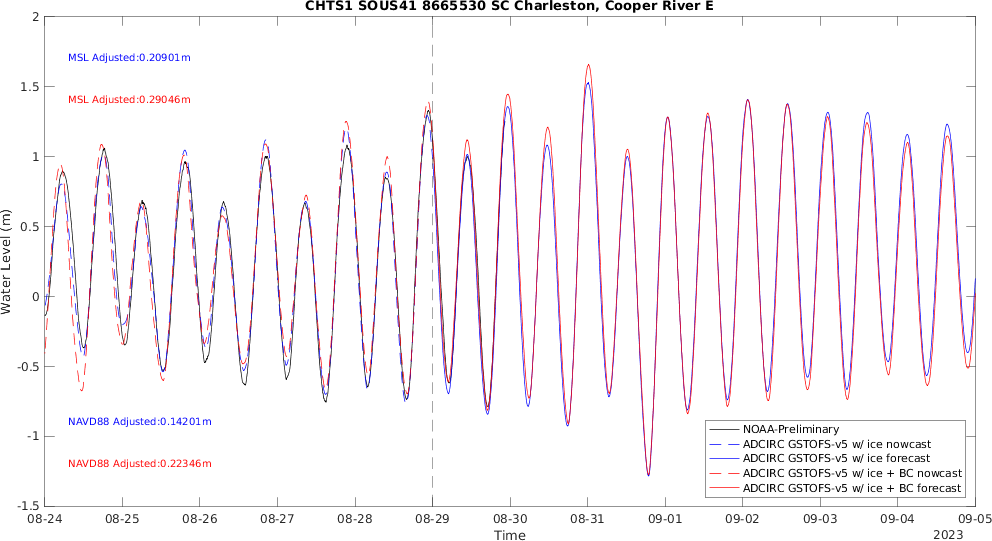 CHTS1 SOUS41 8665530 SC Charleston, Cooper River E
2
1.5
1
0.5
0
-0.5
-1
-1.5
Water Level (m)
MSL Adjusted:0.20901m
MSL Adjusted:0.29046m
NAVD88 Adjusted:0.14201m
NAVD88 Adjusted:0.22346m
NOAA-Preliminary
ADCIRC GSTOFS-v5 w/ ice nowcast
ADCIRC GSTOFS-v5 w/ ice forecast
ADCIRC GSTOFS-v5 w/ ice + BC nowcast
ADCIRC GSTOFS-v5 w/ ice + BC forecast
08-24 08-25 08-26 08-27 08-28 08-29 08-30 08-31 09-01 09-02 09-03 09-04 09-05
Time
2023